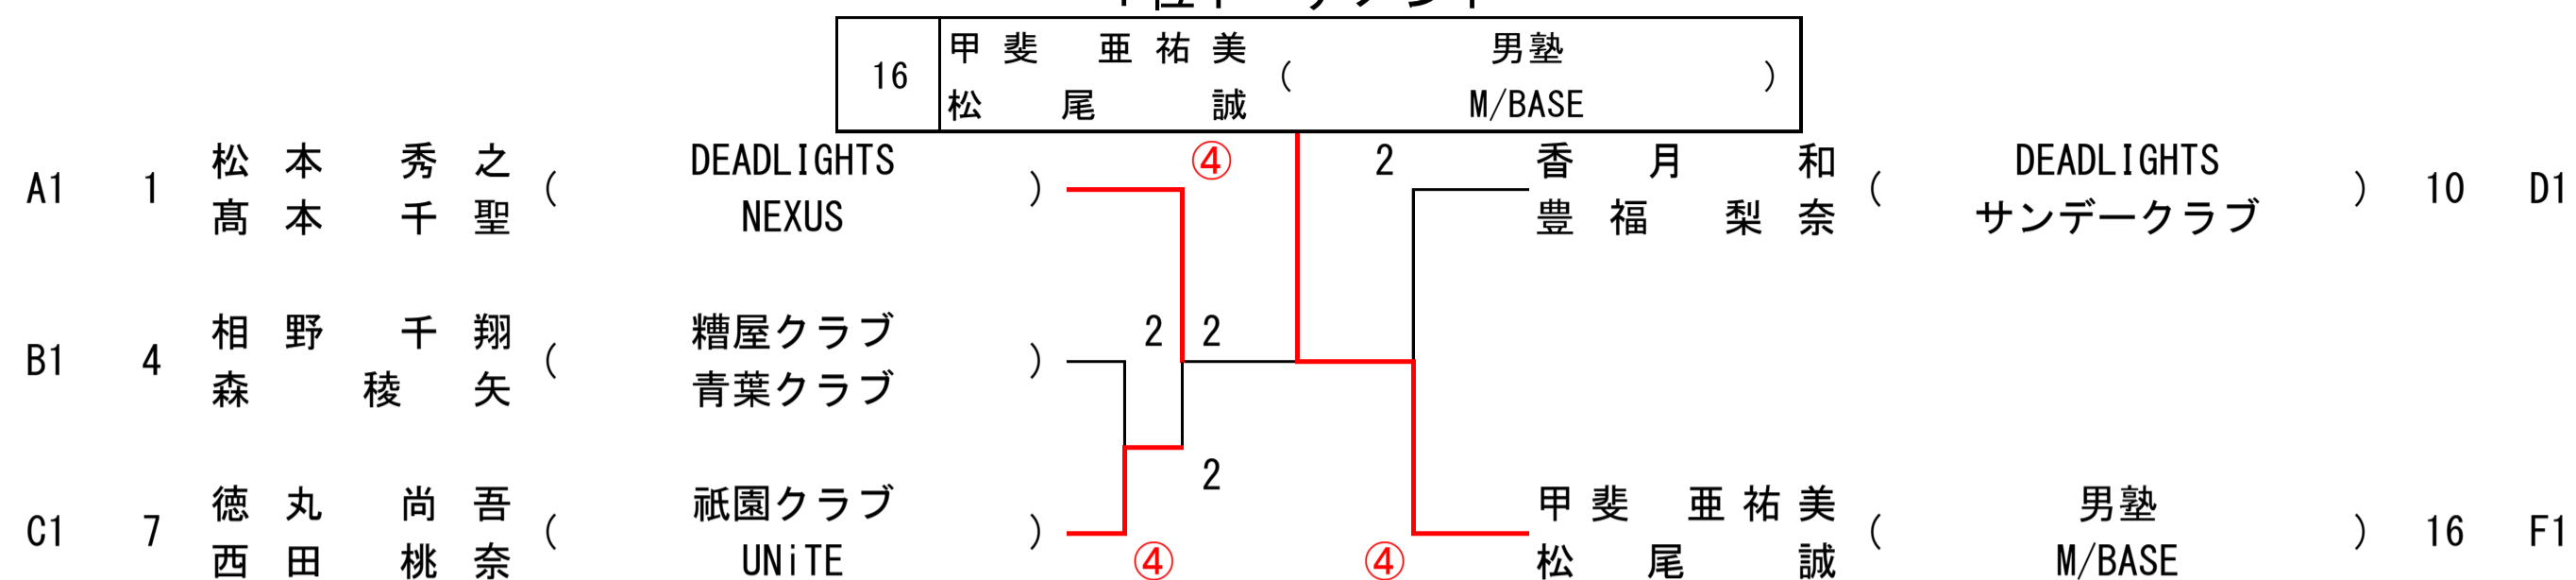 16 甲斐 亜祐美 ( 男塾 )
松尾 誠 M/BASE
A1 1 松本 秀之 ( DEADLIGHTS ) ④ 2 香月 和 ( DEADLIGHTS ) 10 D1
髙本 千聖 NEXUS 豊福 梨奈 サンデークラブ
B1 4 相野 千翔 ( 糟屋クラブ ) 2 2
森 稜矢 青葉クラブ
2
C1 7 徳丸 尚吾 ( 祇園クラブ ) 甲斐 亜祐美 ( 男塾 ) 16 F1
西田 桃奈 UNiTE ④ ④ 松尾 誠 M/BASE